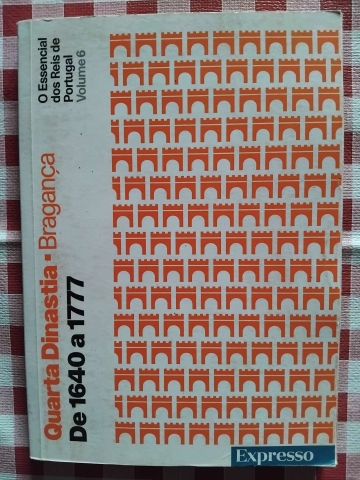 O Essencial
dos Reis de
Portugal
Volume 6
Quarta Dinastia • Bragança
De 1640 a 1777
Expresso